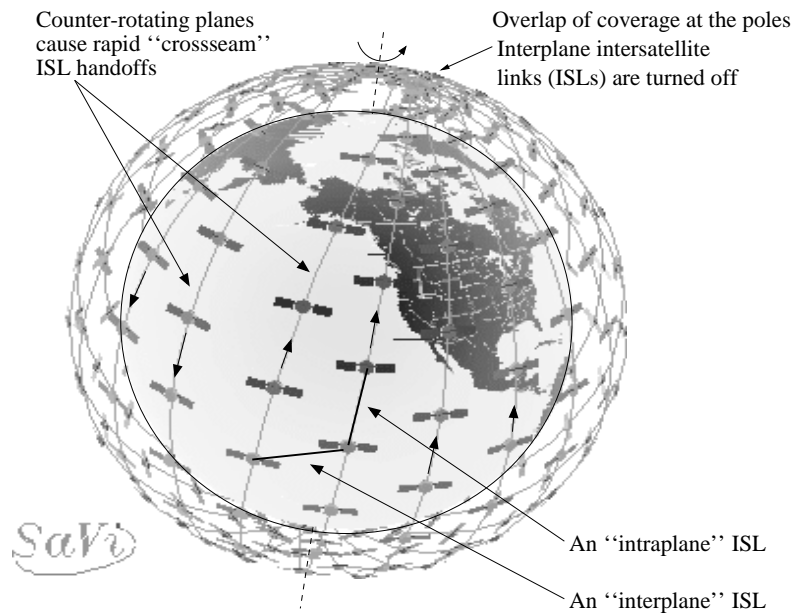 Counter-rotating planes
cause rapid ‘‘crossseam’’
ISL handoffs
Overlap of coverage at the poles
Interplane intersatellite
links (ISLs) are turned off
An ‘‘intraplane’’ ISL
An ‘‘interplane’’ ISL
SaVi